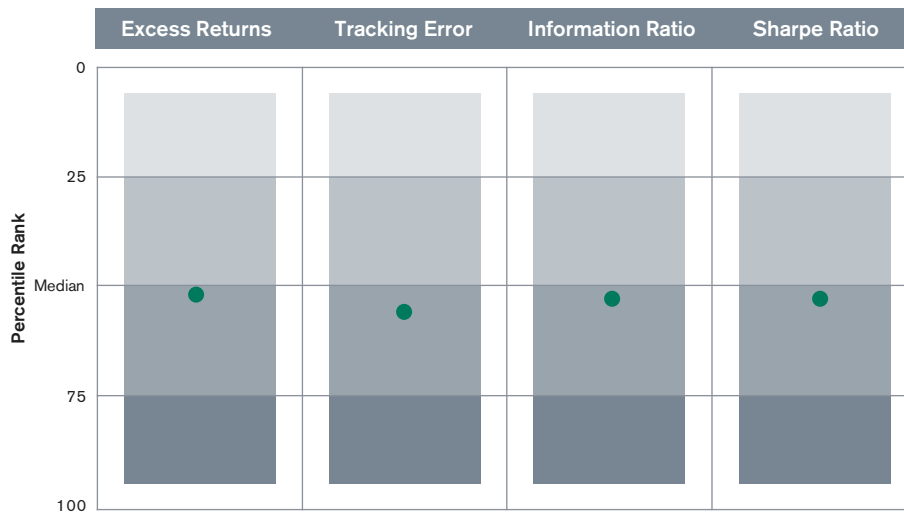 Excess Returns
Tracking Error
Information Ratio
Sharpe Ratio
Percentile Rank
0
25
Median
75
100